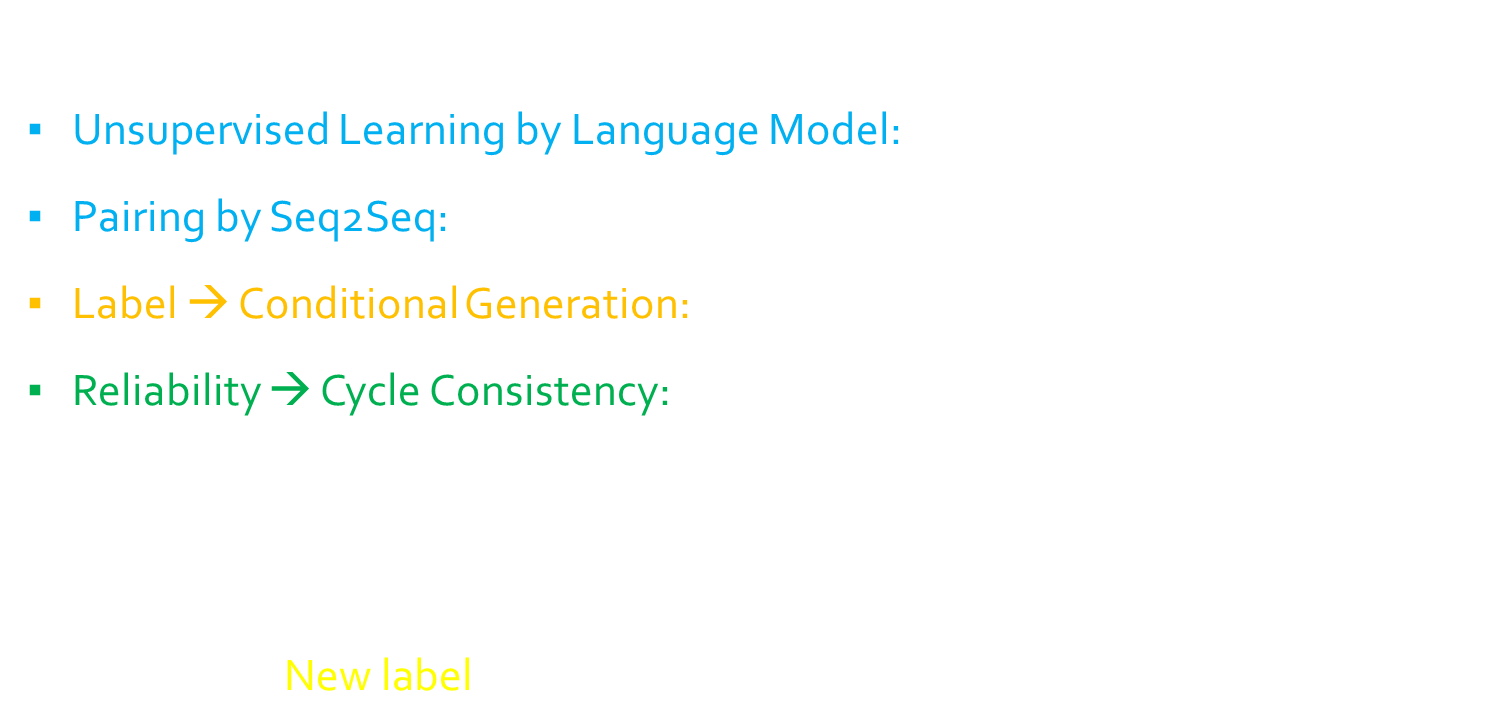 ▪ Unsupervised Learning by Language Model:
▪ Pairing by Seq2Seq:
▪ Label → Conditional Generation:
▪ Reliability → Cycle Consistency:
New label